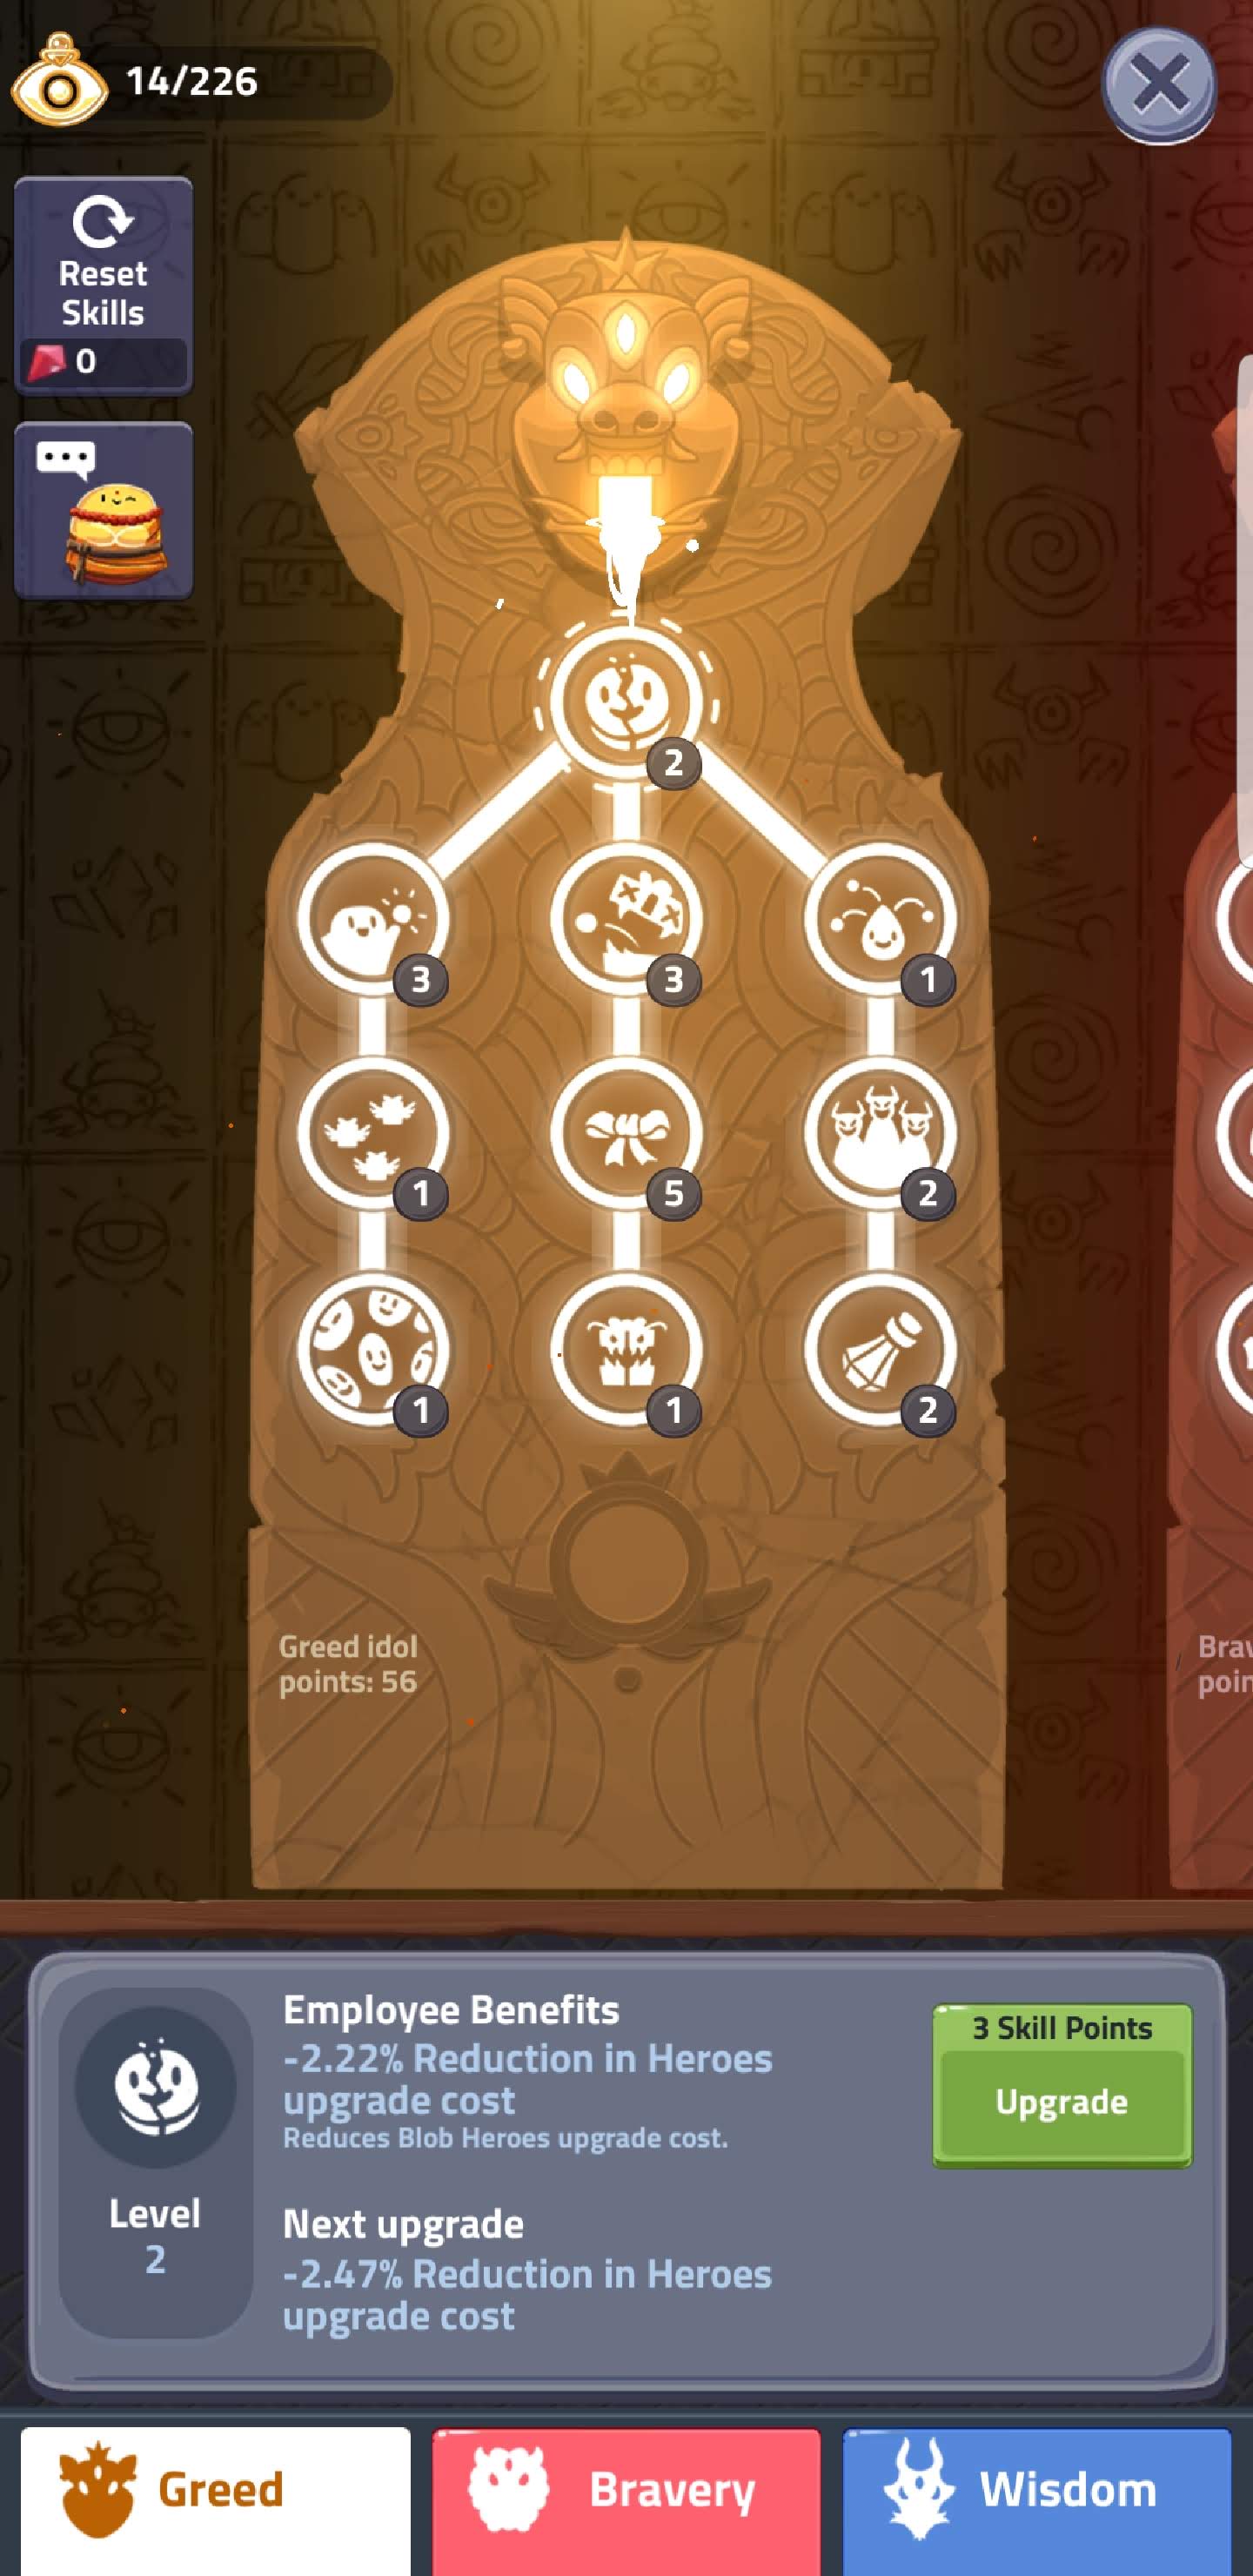 14/226
Reset
Skills
0
2
3
3
1
1
5
2
1
1
2
Greed idol
points: 56
Employee Benefits
-2.22% Reduction in Heroes
upgrade cost
Reduces Blob Heroes upgrade cost.
Level
2
Next upgrade
-2.47% Reduction in Heroes
upgrade cost
3 Skill Points
Upgrade
Greed
Bravery
Wisdom